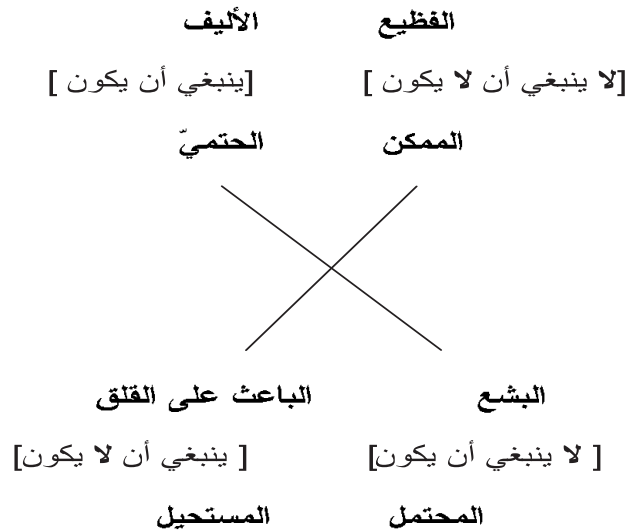 الفظيع الأليف
[لا ينبغي أن لا يكون ] [ينبغي أن يكون ]
الممكن الحتميّ
البشع الباعث على القلق
[ لا ينبغي أن يكون] [ ينبغي أن لا يكون]
المحتمل المستحيل